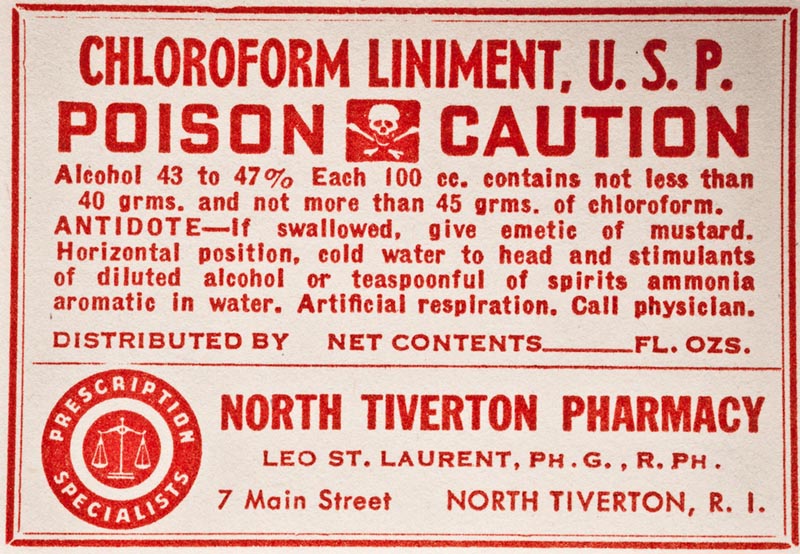 CHLOROFORM LINIMENT, U. S. P.
POISON CAUTION
Alcohol 43 to 47% Each 100 cc. contains not less than
40 grms. and not more than 45 grms. of chloroform.
ANTIDOTE—If swallowed, give emetic of mustard.
Horizontal position, cold water to head and stimulants
of diluted alcohol or teaspoonful of spirits ammonia
aromatic in water. Artificial respiration. Call physician.
DISTRIBUTED BY NET CONTENTS______FL. OZS.
PRESCRIPTION
SPECIALISTS
NORTH TIVERTON PHARMACY
LEO ST. LAURENT, PH.G., R. PH.
7 Main Street NORTH TIVERTON, R. I.